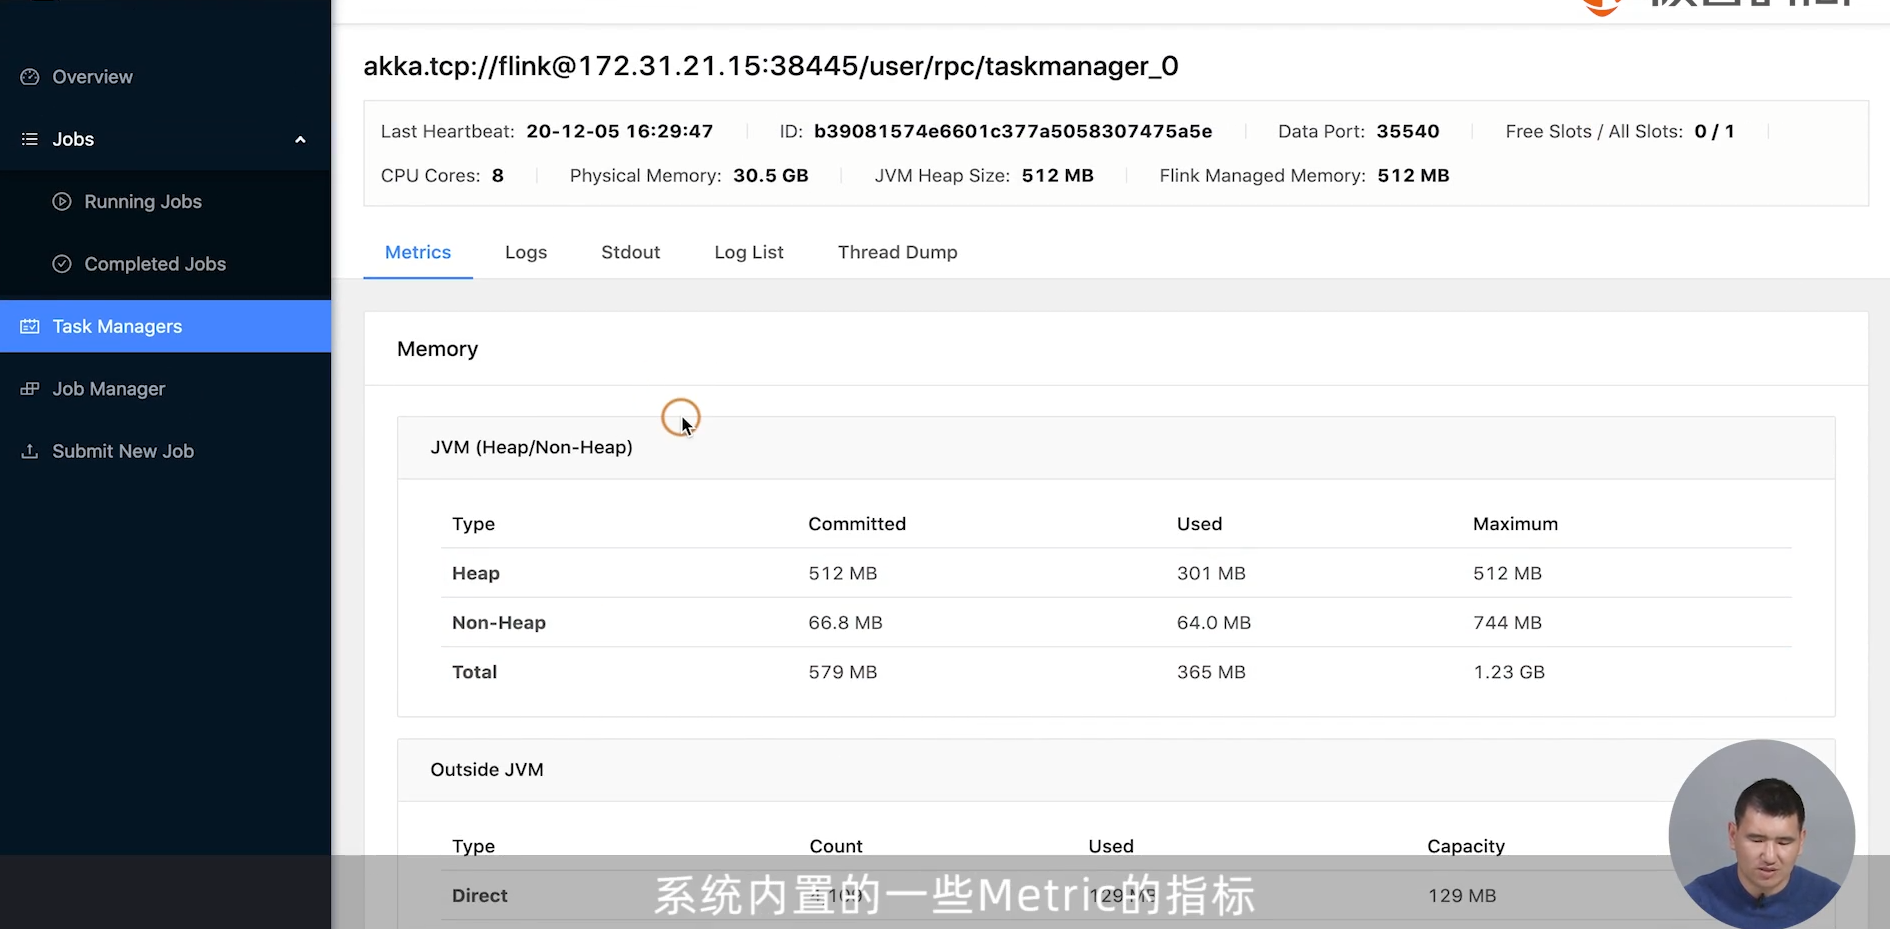 akka.tcp://flink@172.31.21.15:38445/user/rpc/taskmanager_0
Overview
Jobs
Running Jobs
Completed Jobs
Task Managers
Job Manager
Submit New Job
Last Heartbeat: 20-12-05 16:29:47 ID: b39081574e6601c377a5058307475a5e Data Port: 35540 Free Slots / All Slots: 0 / 1
CPU Cores: 8 Physical Memory: 30.5 GB JVM Heap Size: 512 MB Flink Managed Memory: 512 MB
Metrics Logs Stdout Log List Thread Dump
Memory
JVM (Heap/Non-Heap)
Type Committed Used Maximum
Heap 512 MB 301 MB 512 MB
Non-Heap 66.8 MB 64.0 MB 744 MB
Total 579 MB 365 MB 1.23 GB
Outside JVM
Type Count Used Capacity
Direct 129 MB 129 MB
系统内置的一些Metric的指标